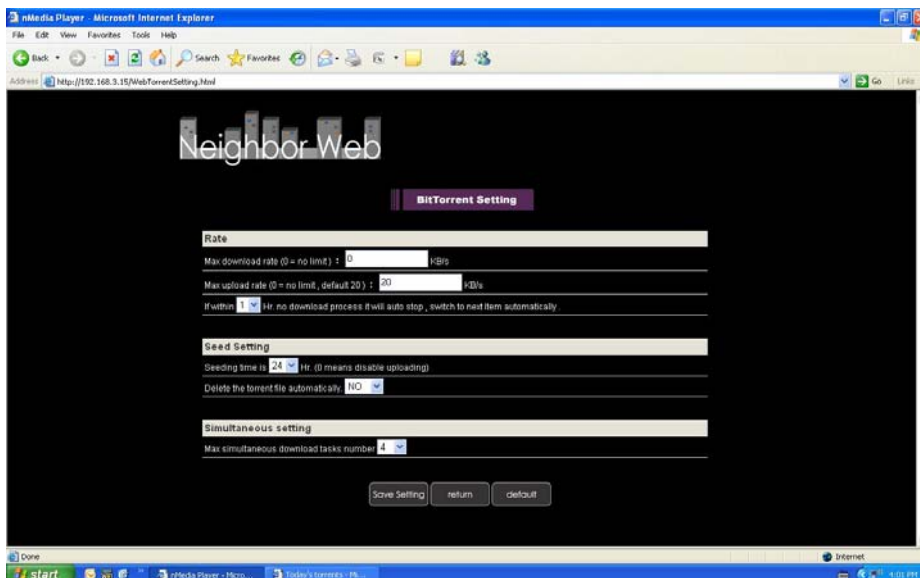 nMedia Player - Microsoft Internet Explorer
File Edit View Favorites Tools Help
Back Search Favorites
Address http://192.168.3.15/WebTorrentSetting.html Go Links
Neighbor Web
BitTorrent Setting
Rate
Max download rate (0 = no limit) : 0 KB/s
Max upload rate (0 = no limit , default 20 ) : 20 KB/s
If within 1 Hr. no download process it will auto stop , switch to next item automatically .
Seed Setting
Seeding time is 24 Hr. (0 means disable uploading)
Delete the torrent file automatically. NO
Simultaneous setting
Max simultaneous download tasks number 4
Save Setting return default
Done Internet
start nMedia Player - Micro... Today's torrents - Mi... 4:01 PM